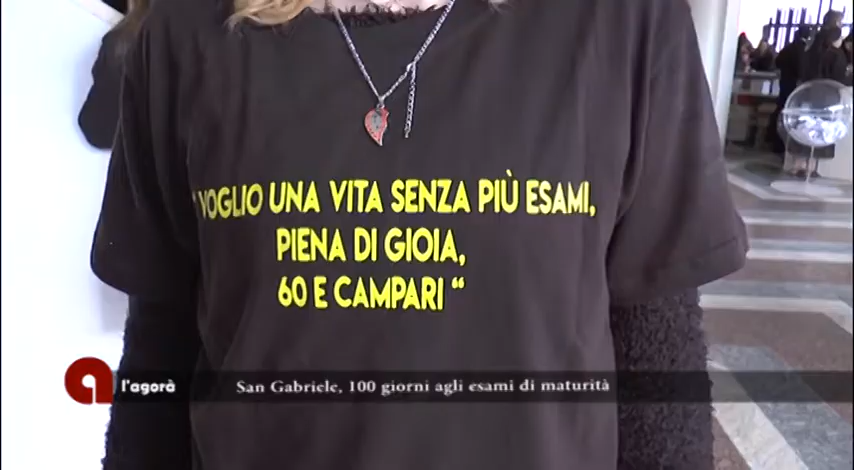 " VOGLIO UNA VITA SENZA PIÙ ESAMI,
PIENA DI GIOIA,
60 E CAMPARI “
a l'agorà
San Gabriele, 100 giorni agli esami di maturità